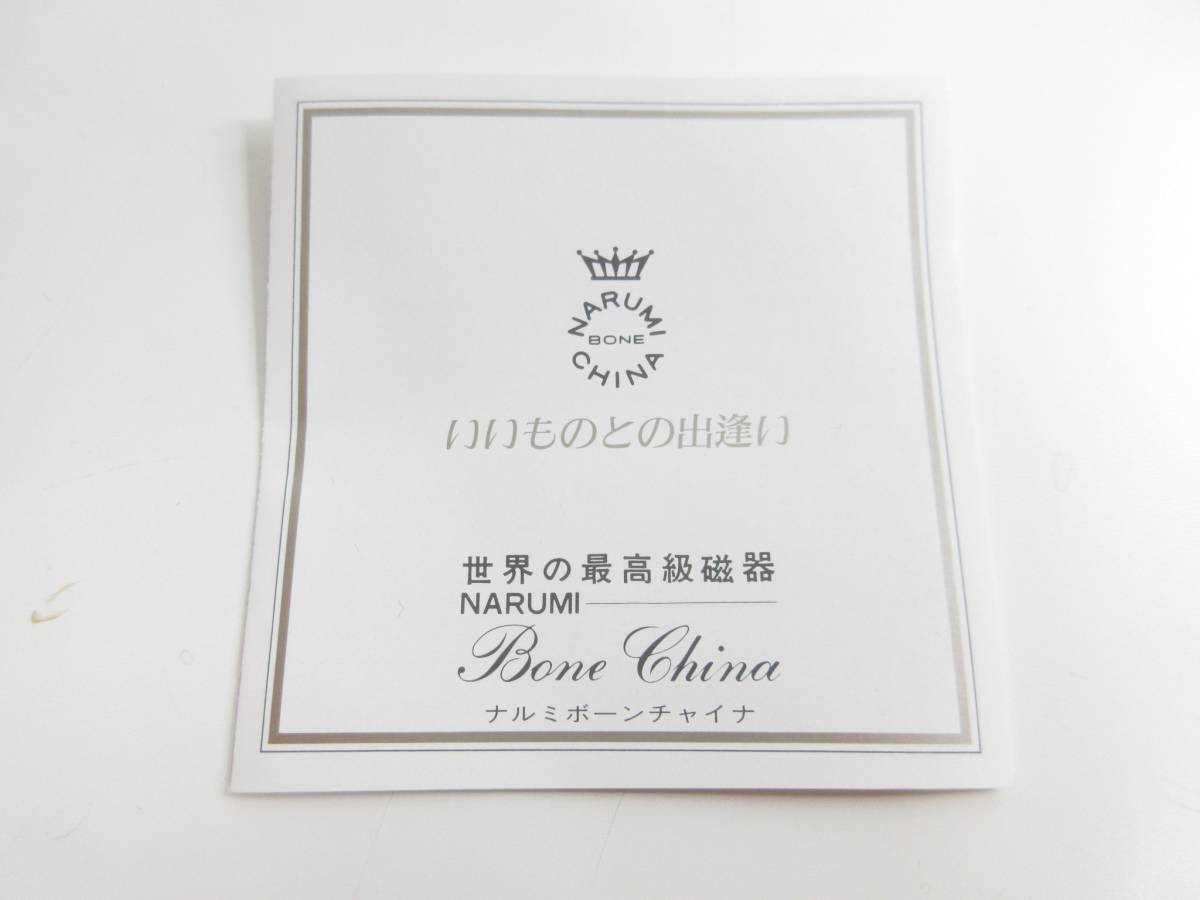 NARUMI
BONE
CHINA
いいものとの出逢い
世界の最高級磁器
NARUMI
Bone China
ナルミボーンチャイナ